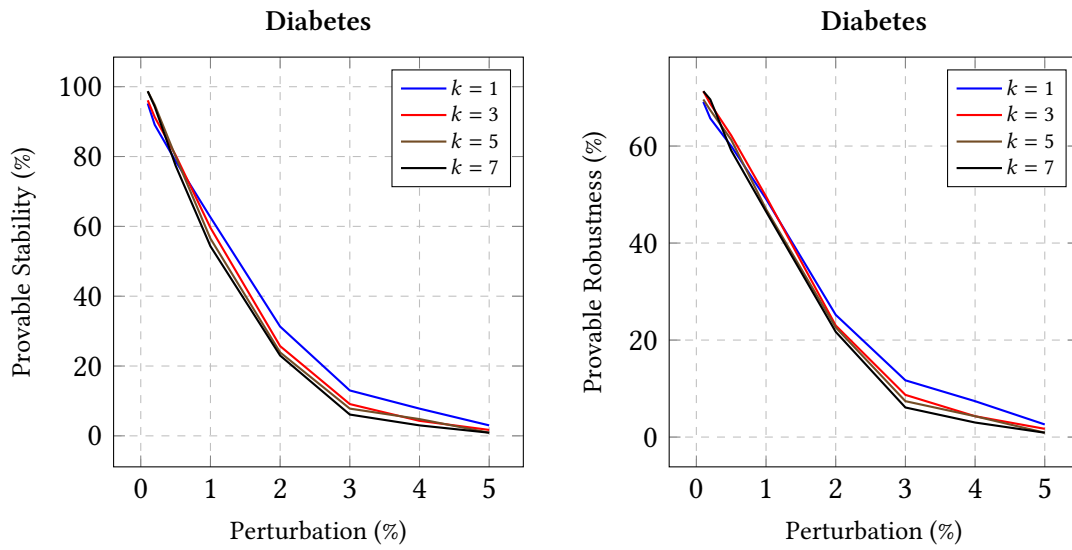 Diabetes
Provable Stability (%)
100
80
60
40
20
0
k = 1
k = 3
k = 5
k = 7
0 1 2 3 4 5
Perturbation (%)
Diabetes
Provable Robustness (%)
60
40
20
0
k = 1
k = 3
k = 5
k = 7
0 1 2 3 4 5
Perturbation (%)